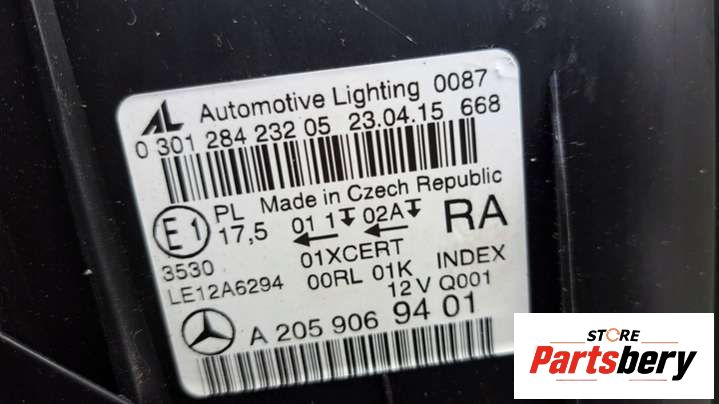 AL Automotive Lighting 0087
0 301 284 232 05 23.04.15 668
Made in Czech Republic
E1 PL 17,5
01 1 02A RA
3530 01XCERT
LE12A6294 00RL 01K INDEX
12V Q001
A 205 906 94 01
STORE
Partsbery